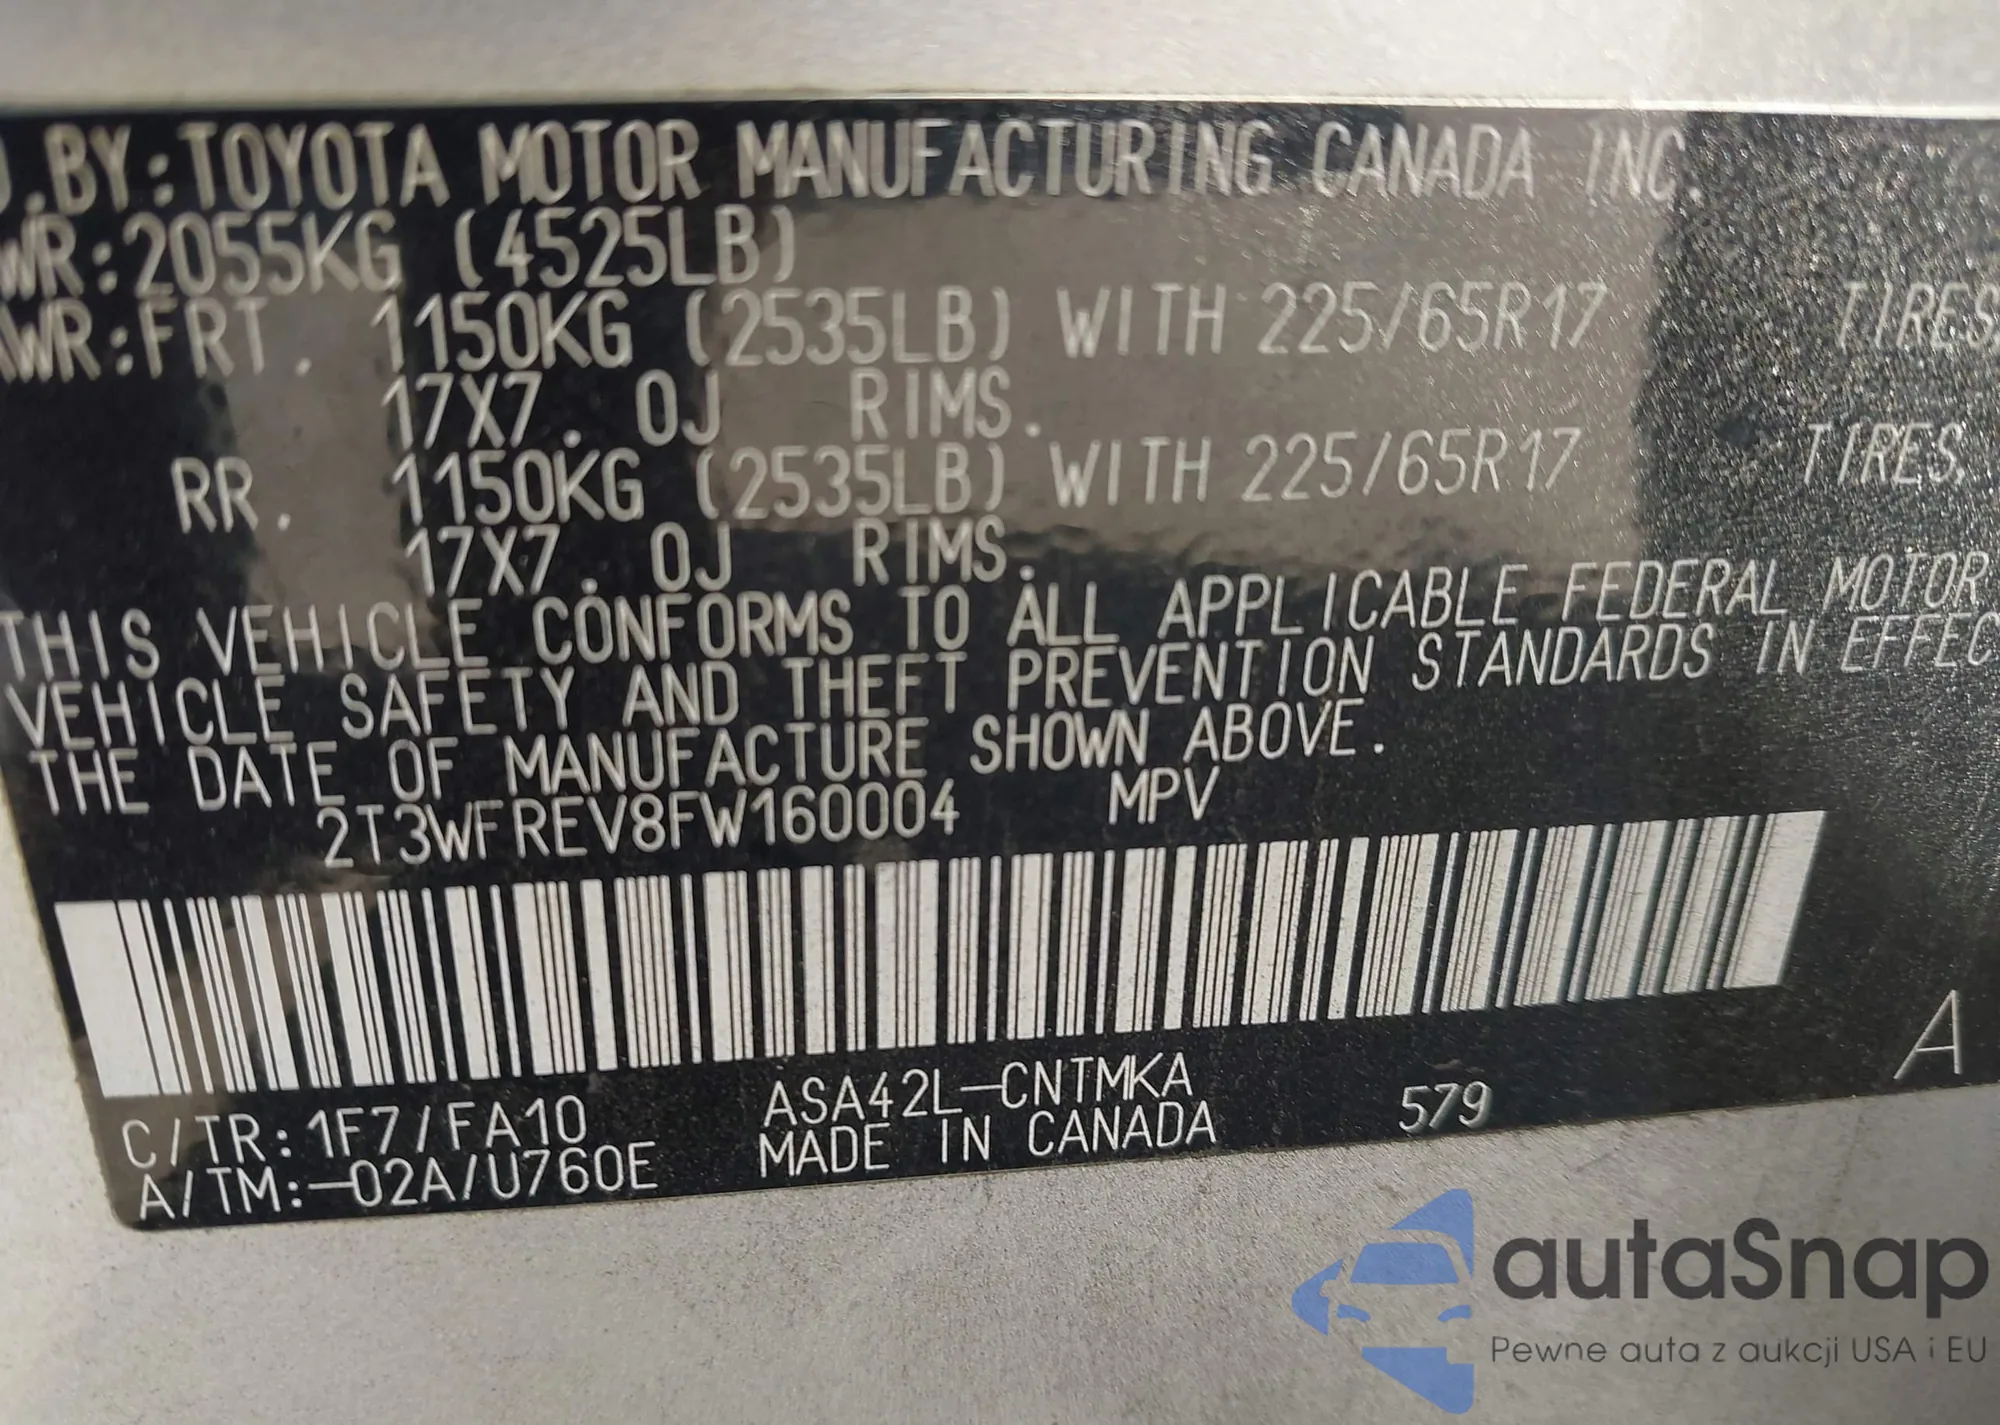 D.BY:TOYOTA MOTOR MANUFACTURING CANADA INC.
WR:2055KG (4525LB)
AWR:FRT. 1150KG (2535LB) WITH 225/65R17 TIRES
17X7.0J RIMS.
RR. 1150KG (2535LB) WITH 225/65R17 TIRES,
17X7.0J RIMS.
THIS VEHICLE CONFORMS TO ALL APPLICABLE FEDERAL MOTOR
VEHICLE SAFETY AND THEFT PREVENTION STANDARDS IN EFFEC
THE DATE OF MANUFACTURE SHOWN ABOVE.
2T3WFREV8FW160004 MPV
C/TR:1F7/FA10 ASA42L-CNTMKA 579 A
A/TM:-02A/U760E MADE IN CANADA
autaSnap
Pewne auta z aukcji USA i EU